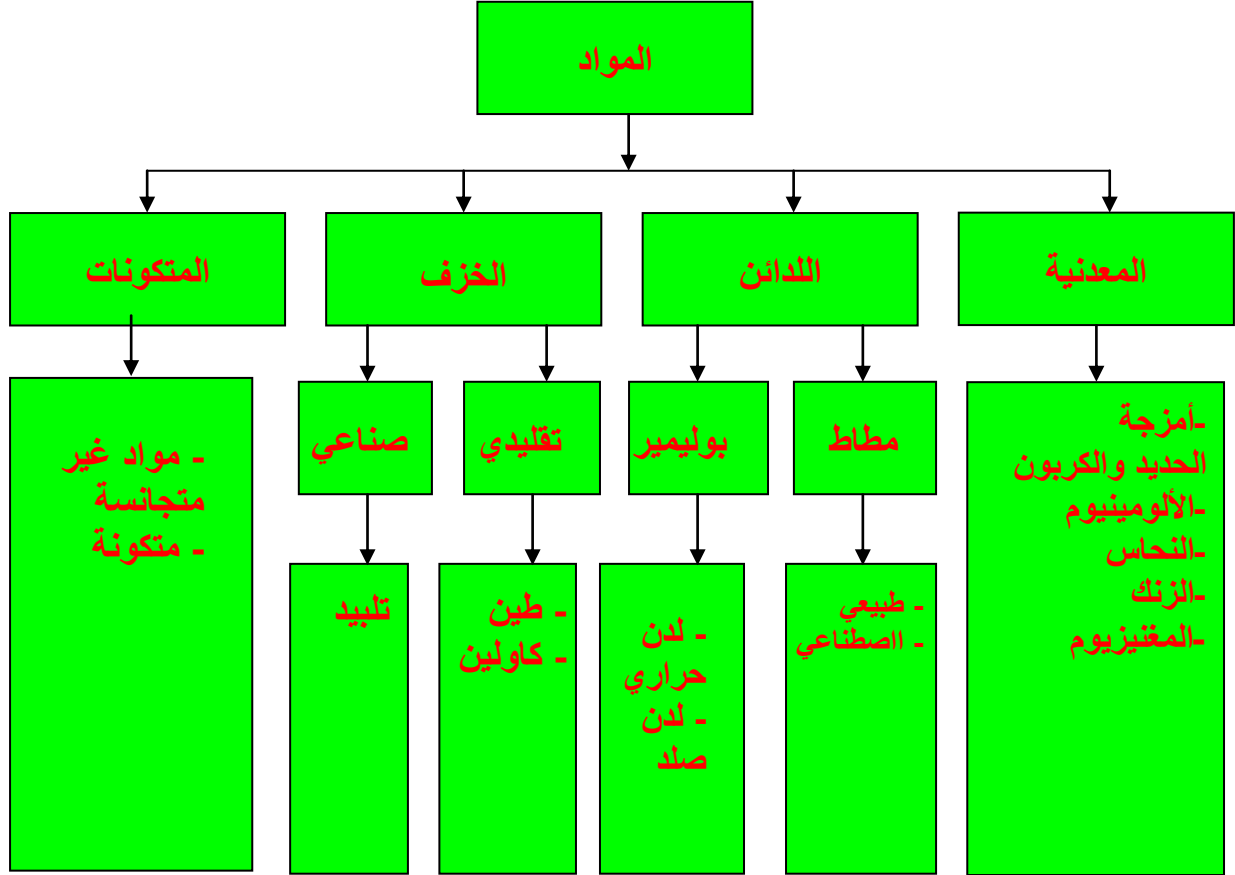 المواد
المعدنية
اللدائن
الخزف
المتكونات
-أمزجة
الحديد والكربون
-الألومينيوم
-النحاس
-الزنك
-المغنيزيوم
مطاط
بوليمير
تقليدي
صناعي
- مواد غير
متجانسة
- متكونة
- طبيعي
- ااصطناعي
- لدن
حراري
- لدن
صلد
- طين
- كاولين
تلبيد